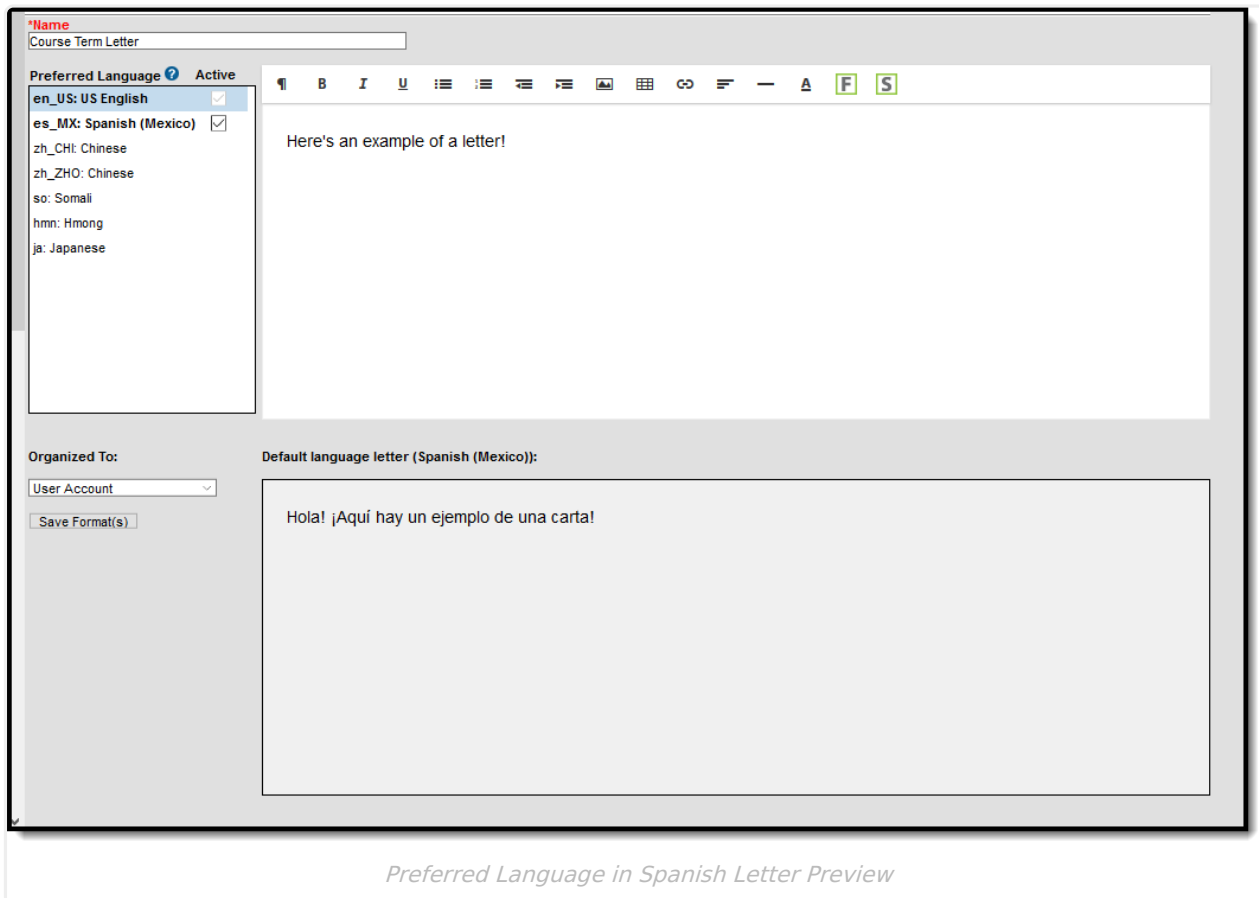 *Name
Course Term Letter
Preferred Language ? Active
en_US: US English
es_MX: Spanish (Mexico)
zh_CHI: Chinese
zh_ZHO: Chinese
so: Somali
hmn: Hmong
ja: Japanese
¶ B I U A F S
Here's an example of a letter!
Organized To:
User Account
Save Format(s)
Default language letter (Spanish (Mexico)):
Hola! ¡Aquí hay un ejemplo de una carta!
Preferred Language in Spanish Letter Preview